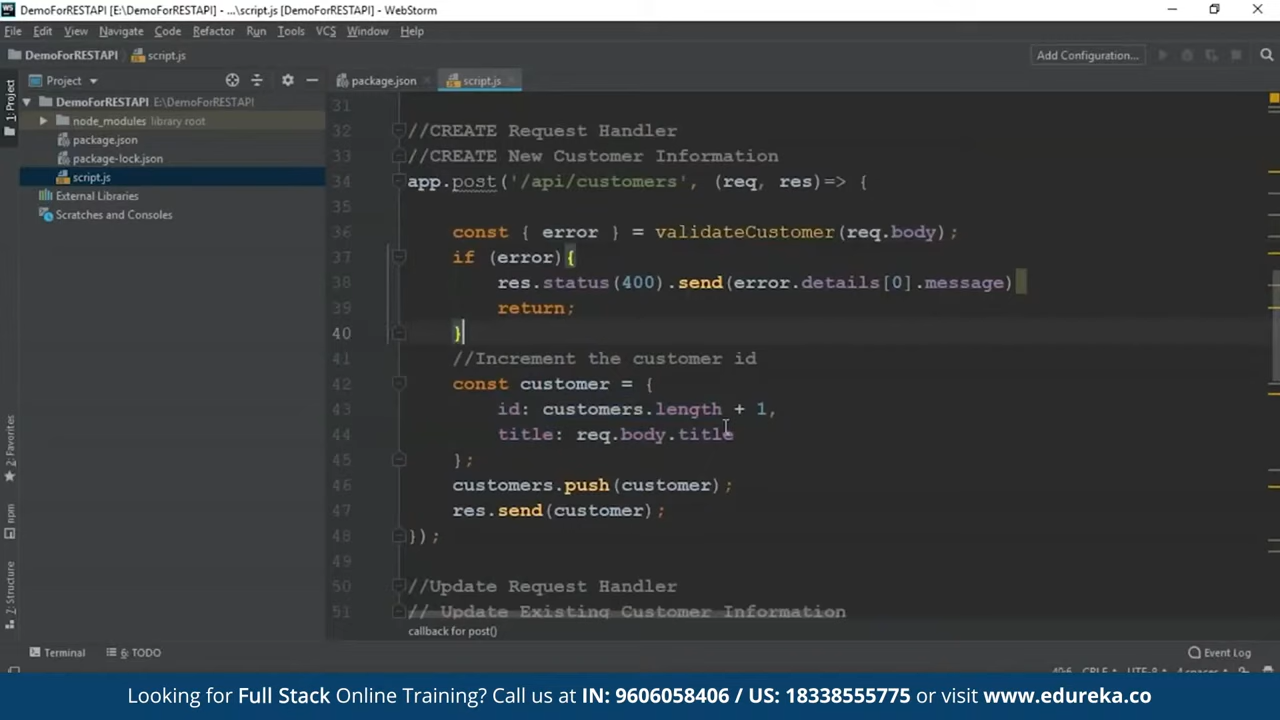 DemoForRESTAPI [E:\DemoForRESTAPI] - ...\script.js [DemoForRESTAPI] - WebStorm
File Edit View Navigate Code Refactor Run Tools VCS Window Help
DemoForRESTAPI script.js Add Configuration...
1: Project
Project
package.json
script.js
DemoForRESTAPI E:\DemoForRESTAPI
node_modules library root
package.json
package-lock.json
script.js
External Libraries
Scratches and Consoles
31
32 //CREATE Request Handler
33 //CREATE New Customer Information
34 app.post('/api/customers', (req, res)=> {
35
36 const { error } = validateCustomer(req.body);
37 if (error){
38 res.status(400).send(error.details[0].message)
39 return;
40 }
41 //Increment the customer id
42 const customer = {
43 id: customers.length + 1,
44 title: req.body.title
45 };
46 customers.push(customer);
47 res.send(customer);
48 });
49
50 //Update Request Handler
51 // Update Existing Customer Information
callback for post()
2: Favorites
npm
7: Structure
Terminal 6: TODO Event Log
Looking for Full Stack Online Training? Call us at IN: 9606058406 / US: 18338555775 or visit www.edureka.co